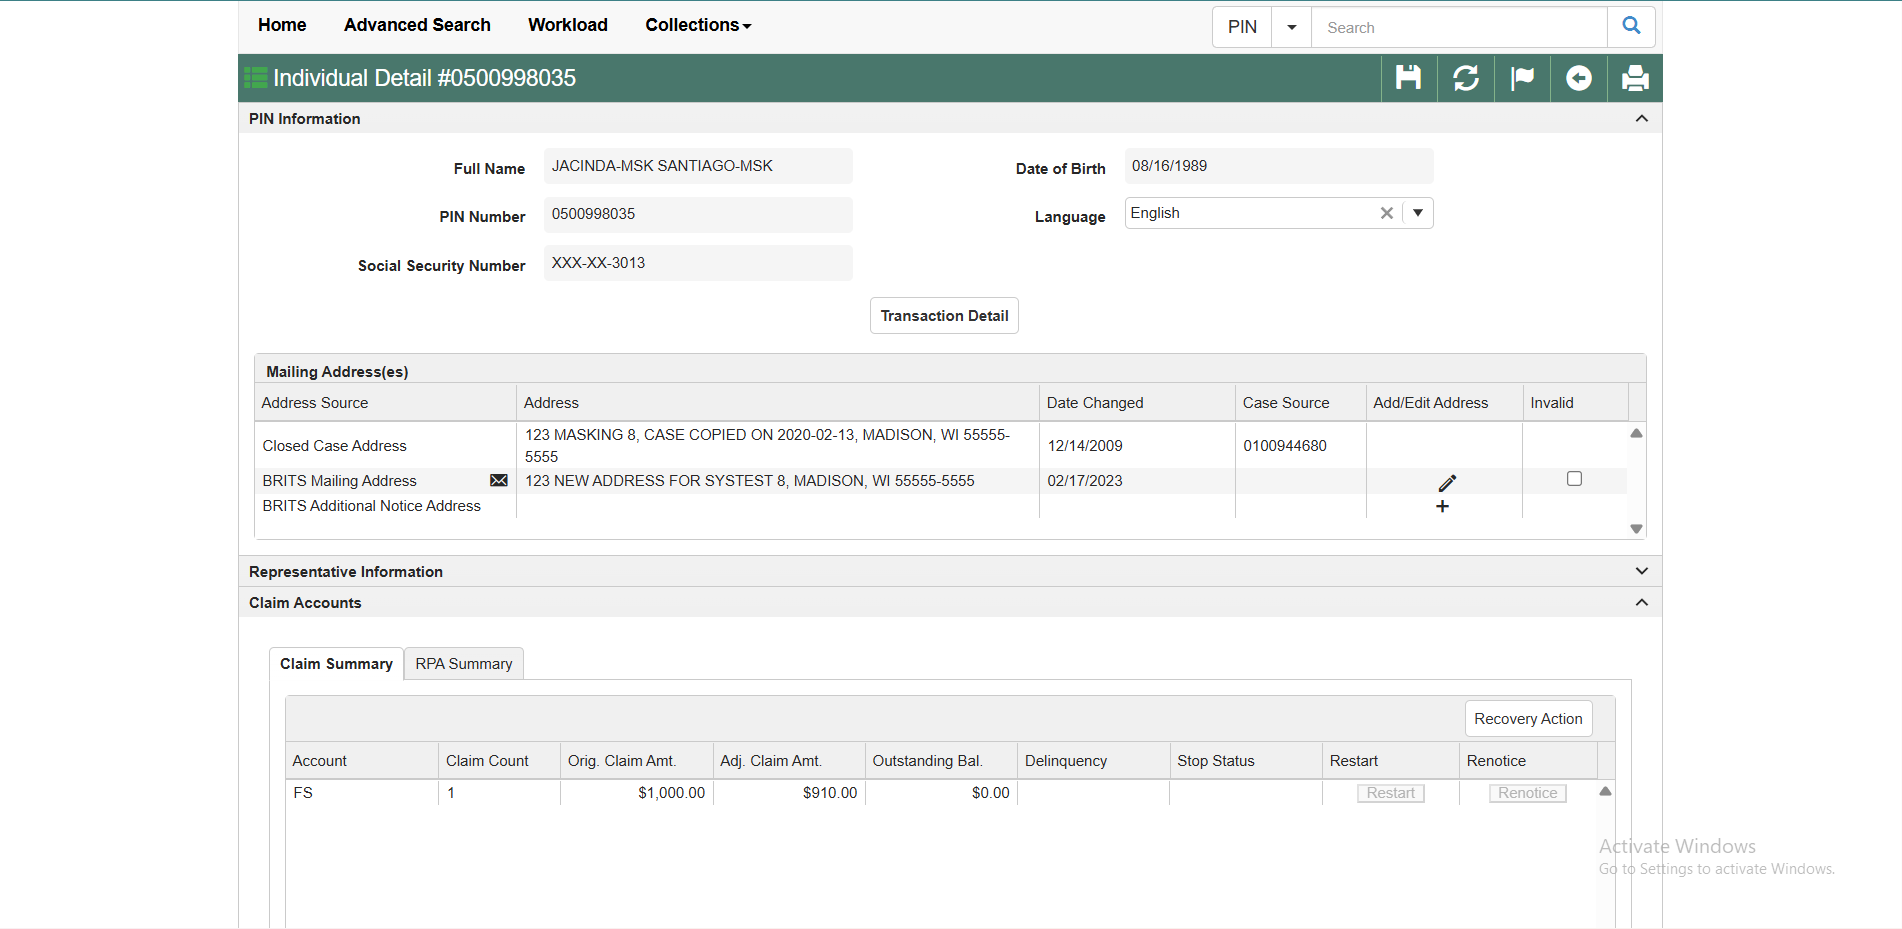 Home Advanced Search Workload Collections PIN Search
Individual Detail #0500998035
PIN Information
Full Name JACINDA-MSK SANTIAGO-MSK Date of Birth 08/16/1989
PIN Number 0500998035 Language English
Social Security Number XXX-XX-3013
Transaction Detail
Mailing Address(es)
Address Source Address Date Changed Case Source Add/Edit Address Invalid
Closed Case Address 123 MASKING 8, CASE COPIED ON 2020-02-13, MADISON, WI 55555-
5555 12/14/2009 0100944680
BRITS Mailing Address 123 NEW ADDRESS FOR SYSTEST 8, MADISON, WI 55555-5555 02/17/2023
BRITS Additional Notice Address
Representative Information
Claim Accounts
Claim Summary RPA Summary
Recovery Action
Account Claim Count Orig. Claim Amt. Adj. Claim Amt. Outstanding Bal. Delinquency Stop Status Restart Renotice
FS 1 $1,000.00 $910.00 $0.00 Restart Renotice
Activate Windows
Go to Settings to activate Windows.